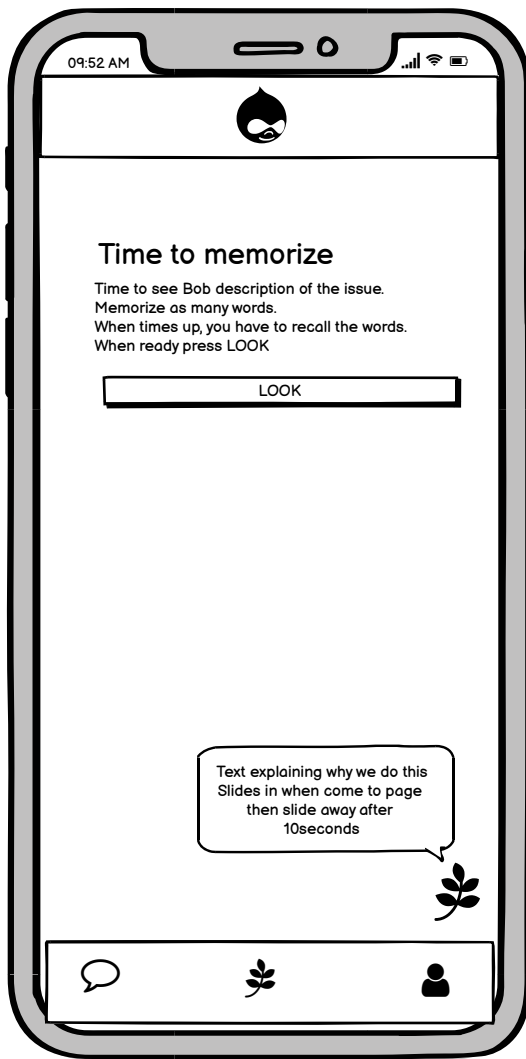 09:52 AM
Time to memorize
Time to see Bob description of the issue.
Memorize as many words.
When times up, you have to recall the words.
When ready press LOOK
LOOK
Text explaining why we do this
Slides in when come to page
then slide away after
10seconds